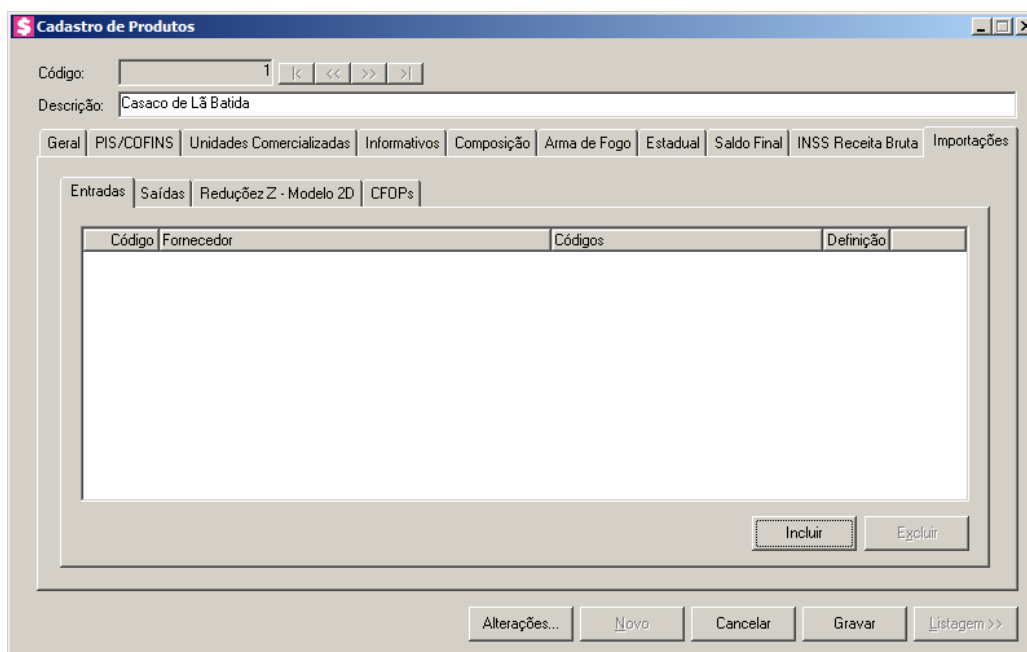 $ Cadastro de Produtos
Código: 1 |< << >> >|
Descrição: Casaco de Lã Batida
Geral PIS/COFINS Unidades Comercializadas Informativos Composição Arma de Fogo Estadual Saldo Final INSS Receita Bruta Importações
Entradas Saídas Reduçõez Z - Modelo 2D CFOPs
Código Fornecedor Códigos Definição
Incluir Excluir
Alterações... Novo Cancelar Gravar Listagem >>